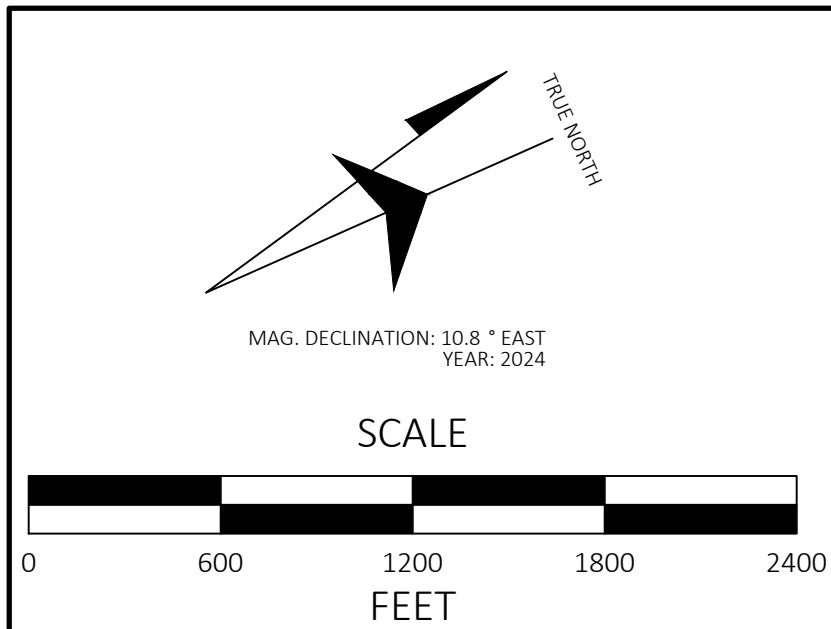 TRUE NORTH
MAG. DECLINATION: 10.8 ° EAST
YEAR: 2024
SCALE
0 600 1200 1800 2400
FEET